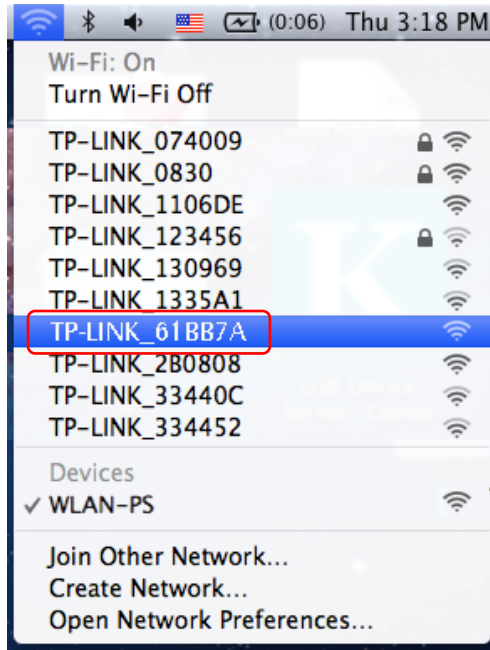 (0:06) Thu 3:18 PM
Wi-Fi: On
Turn Wi-Fi Off
TP-LINK_074009
TP-LINK_0830
TP-LINK_1106DE
TP-LINK_123456
TP-LINK_130969
TP-LINK_1335A1
TP-LINK_61BB7A
TP-LINK_2B0808
TP-LINK_33440C
TP-LINK_334452
Devices
✓ WLAN-PS
Join Other Network...
Create Network...
Open Network Preferences...